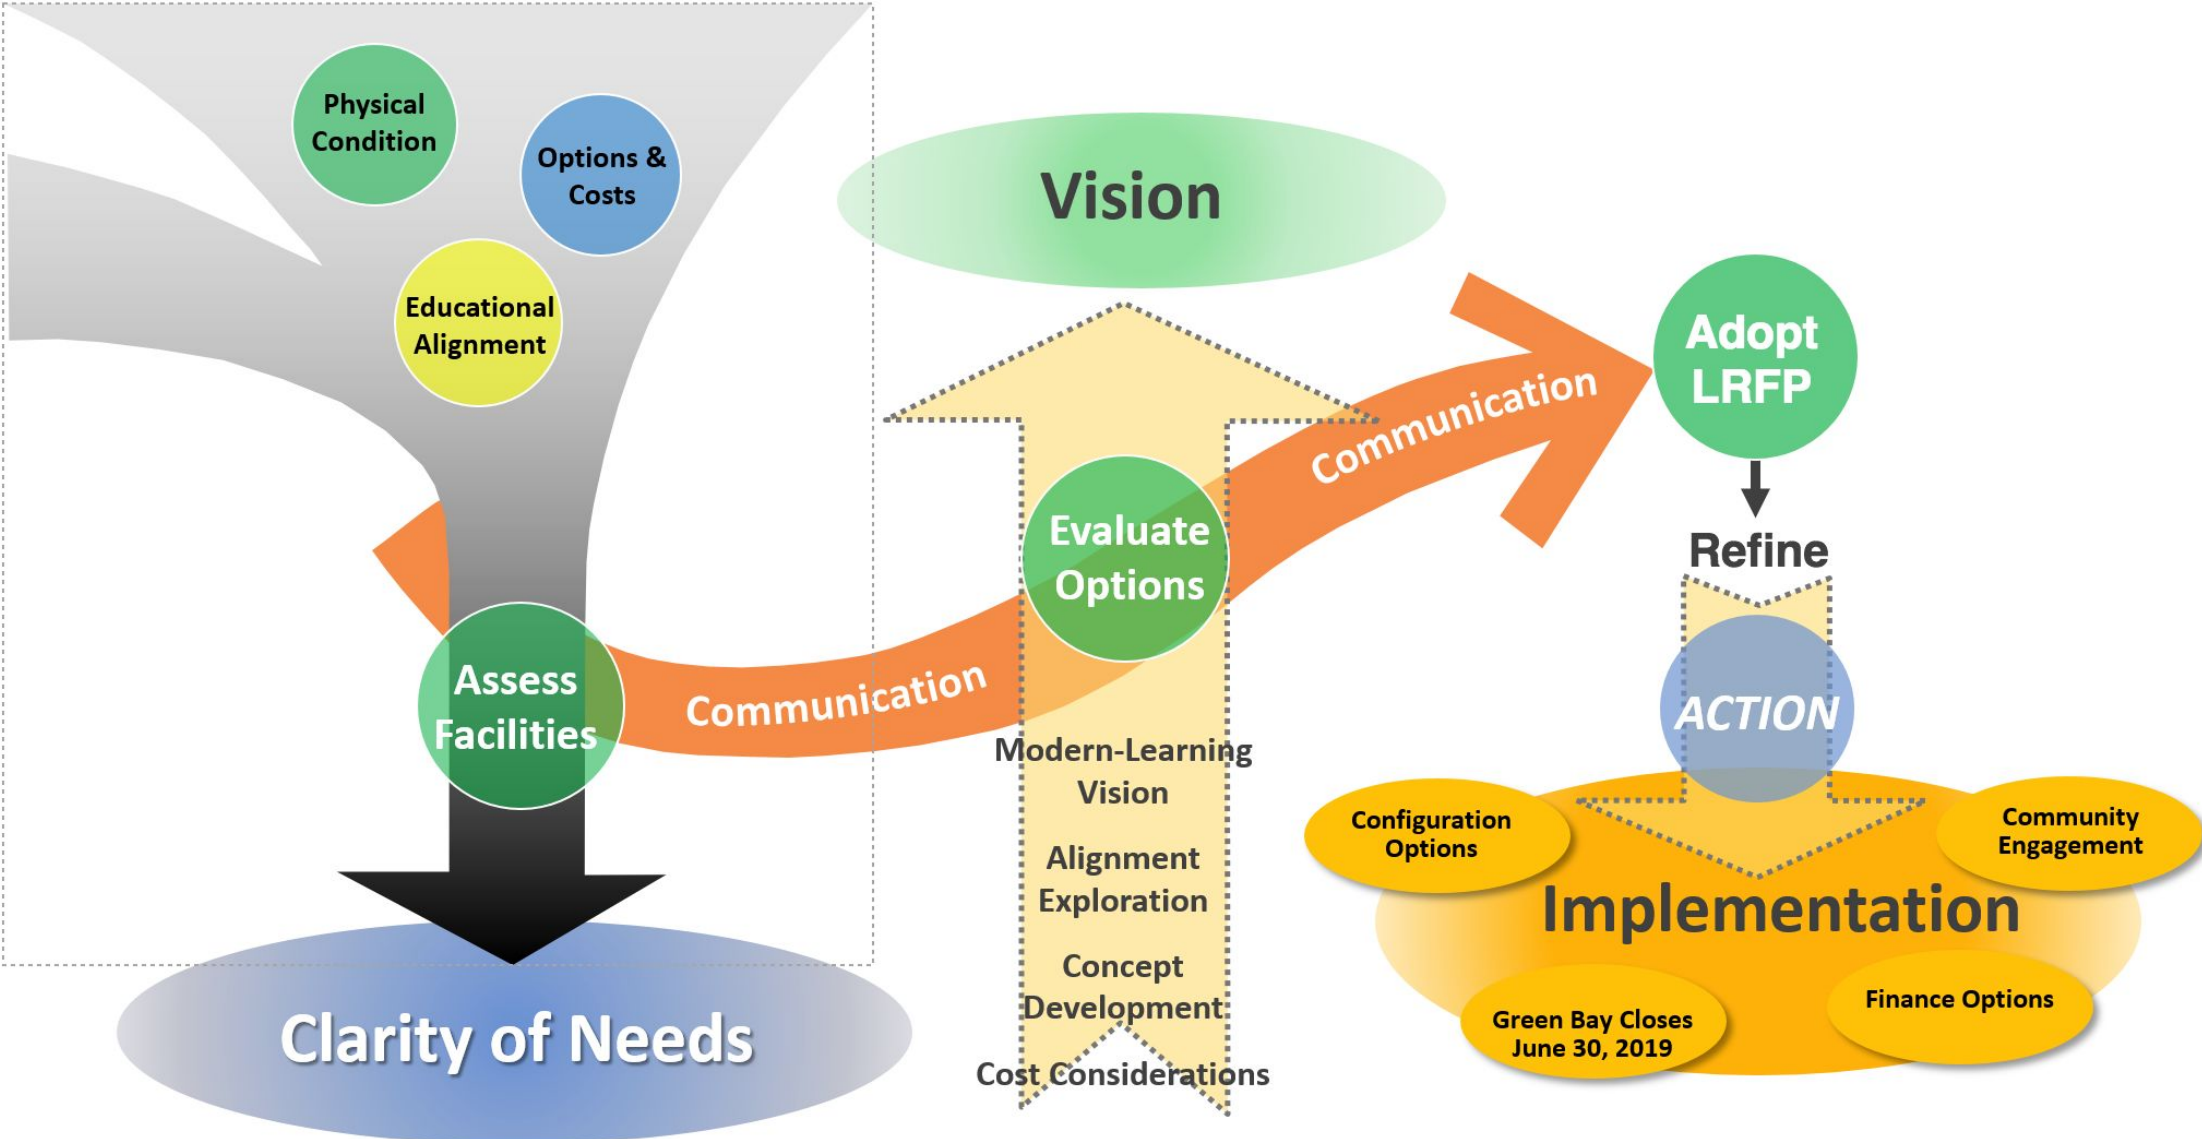 Physical
Condition
Options &
Costs
Educational
Alignment
Assess
Facilities
Clarity of Needs
Communication
Vision
Evaluate
Options
Modern-Learning
Vision
Alignment
Exploration
Concept
Development
Cost Considerations
Communication
Adopt
LRFP
Refine
ACTION
Implementation
Configuration
Options
Community
Engagement
Green Bay Closes
June 30, 2019
Finance Options